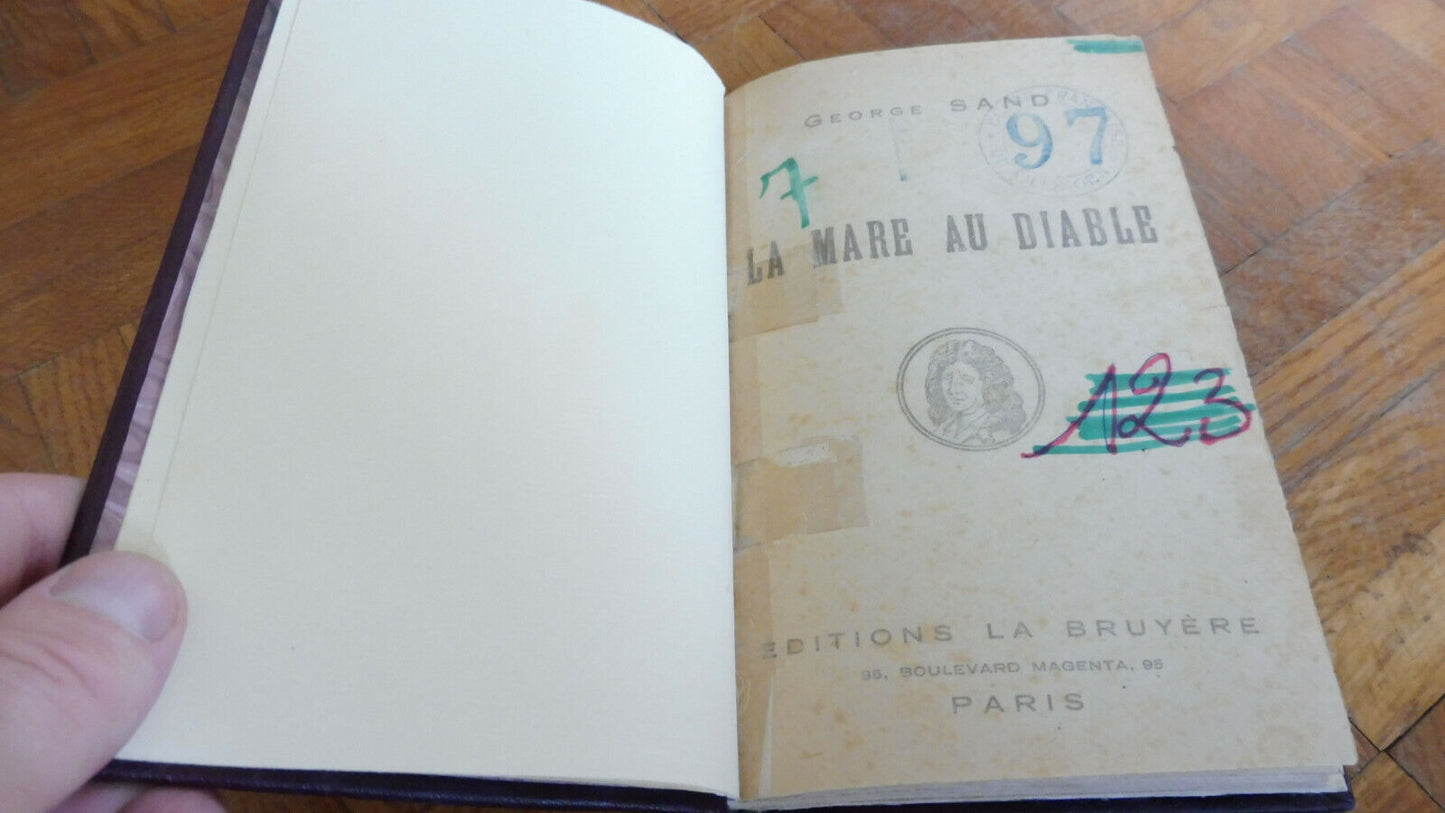 GEORGE SAND
97
7
LA MARE AU DIABLE
123
EDITIONS LA BRUYÈRE
95, BOULEVARD MAGENTA, 95
PARIS